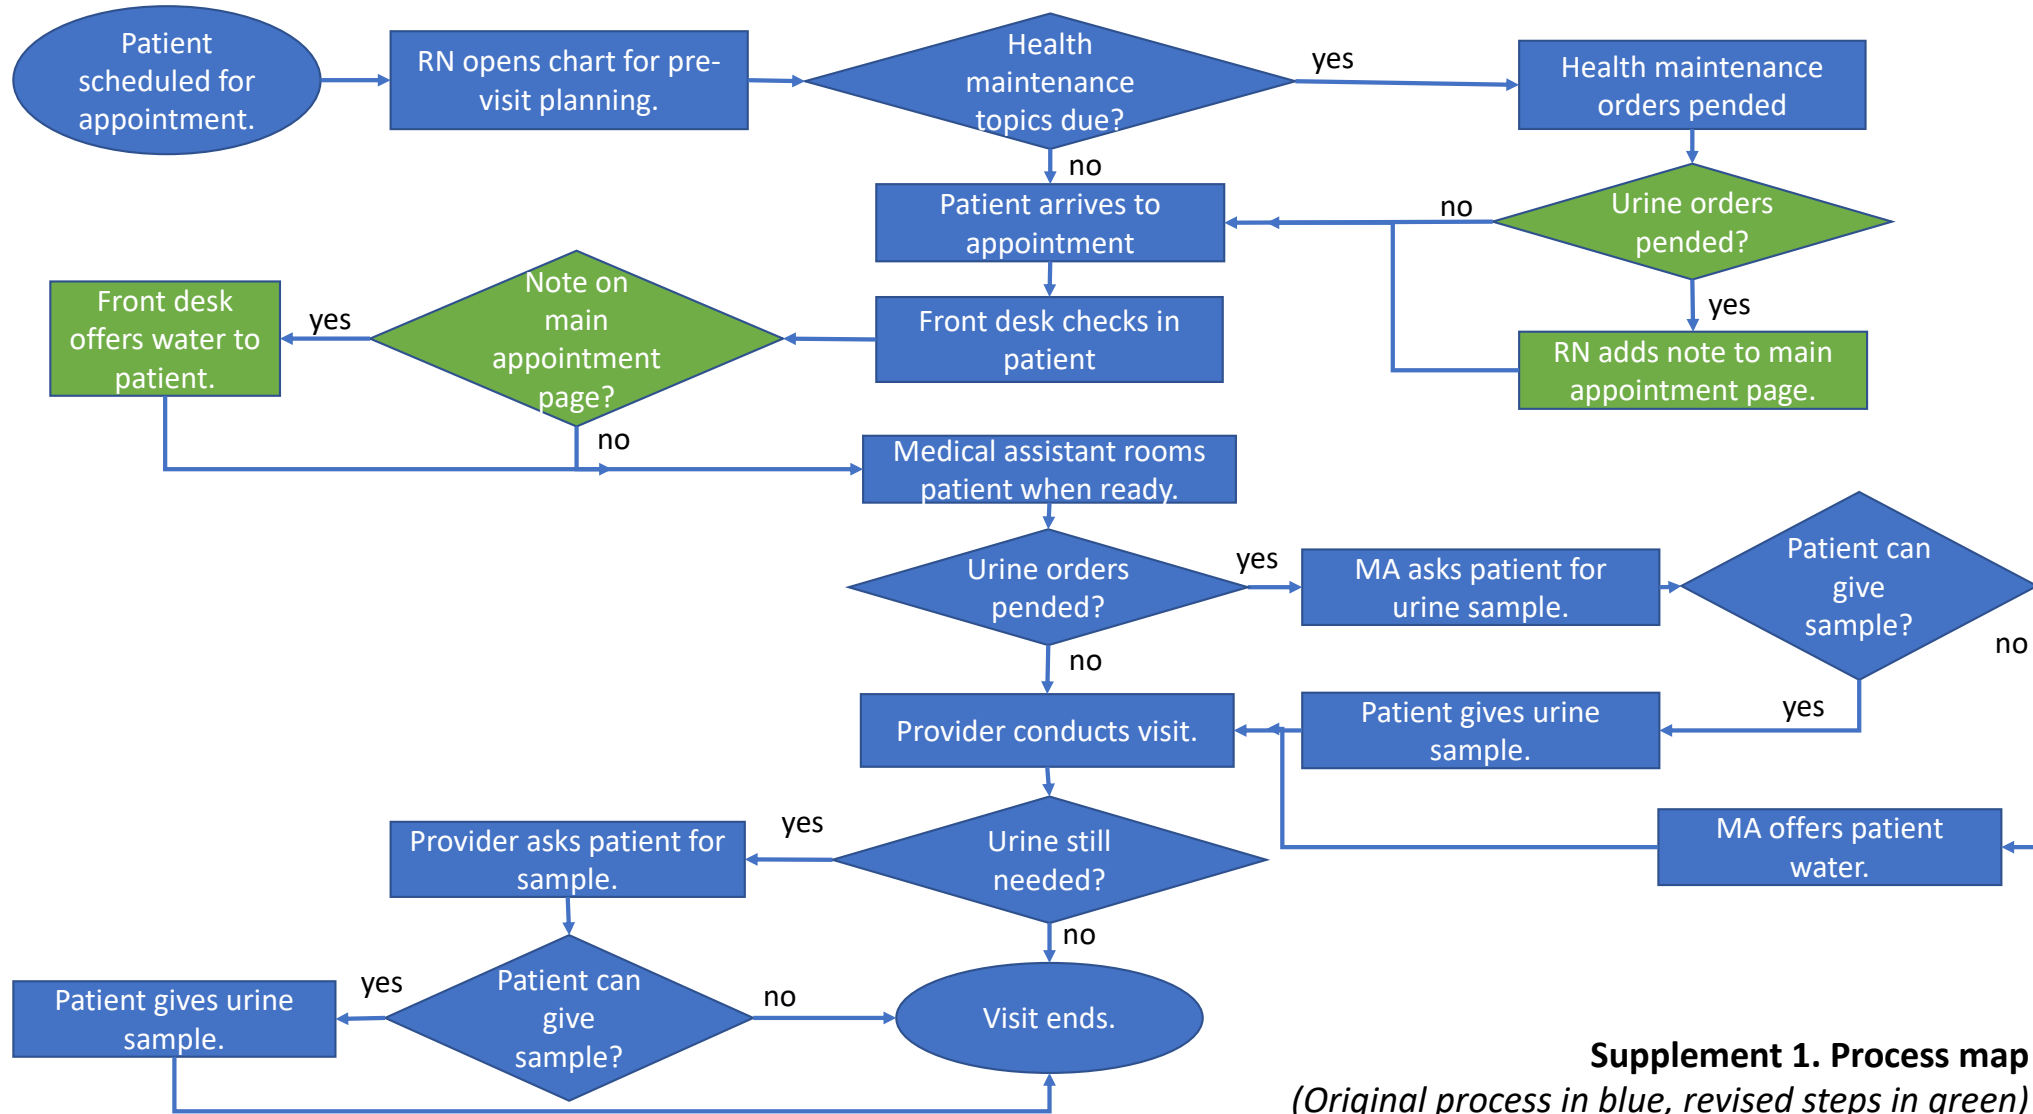 Patient
scheduled for
appointment.
RN opens chart for pre-
visit planning.
Health
maintenance
topics due?
yes
Health maintenance
orders pended
no
Patient arrives to
appointment
no
Urine orders
pended?
yes
RN adds note to main
appointment page.
Front desk checks in
patient
Note on
main
appointment
page?
yes
Front desk
offers water to
patient.
no
Medical assistant rooms
patient when ready.
Urine orders
pended?
yes
MA asks patient for
urine sample.
Patient can
give
sample?
no
no
yes
Patient gives urine
sample.
Provider conducts visit.
MA offers patient
water.
Urine still
needed?
yes
Provider asks patient for
sample.
no
Patient can
give
sample?
yes
Patient gives urine
sample.
no
Visit ends.
Supplement 1. Process map
(Original process in blue, revised steps in green)